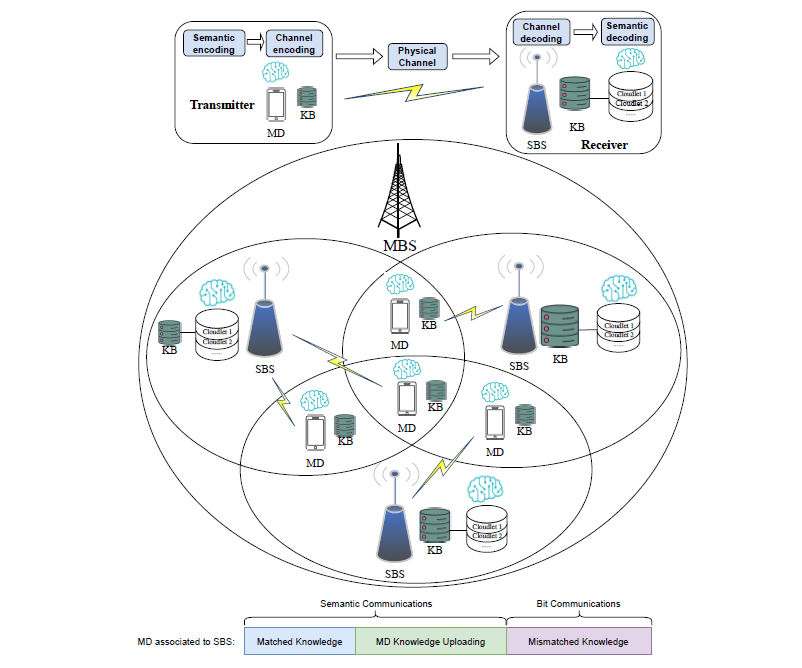 Semantic
encoding
Channel
encoding
Physical
Channel
Channel
decoding
Semantic
decoding
Transmitter
MD
KB
SBS
KB
Cloudlet 1
Cloudlet 2
......
Receiver
MBS
KB
Cloudlet 1
Cloudlet 2
......
SBS
MD
KB
SBS
KB
Cloudlet 1
Cloudlet 2
......
MD
KB
MD
KB
MD
KB
SBS
KB
Cloudlet 1
Cloudlet 2
......
Semantic Communications
Bit Communications
MD associated to SBS:
Matched Knowledge
MD Knowledge Uploading
Mismatched Knowledge